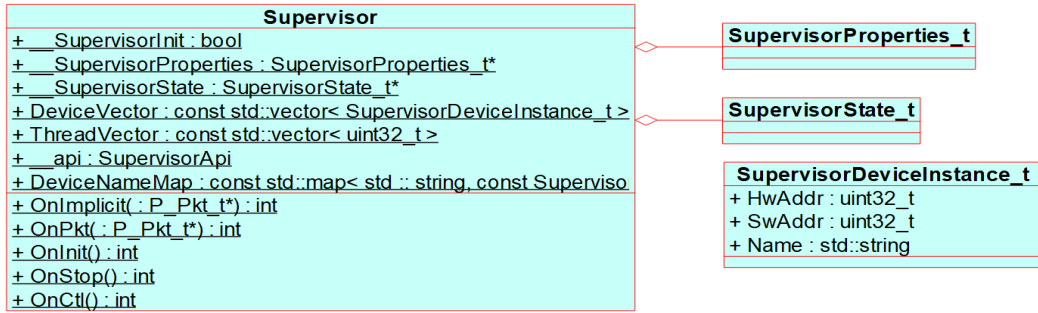 Supervisor
+ __SupervisorInit : bool
+ __SupervisorProperties : SupervisorProperties_t*
+ __SupervisorState : SupervisorState_t*
+ DeviceVector : const std::vector< SupervisorDeviceInstance_t >
+ ThreadVector : const std::vector< uint32_t >
+ __api : SupervisorApi
+ DeviceNameMap : const std::map< std :: string, const Superviso
+ OnImplicit( : P_Pkt_t*) : int
+ OnPkt( : P_Pkt_t*) : int
+ OnInit() : int
+ OnStop() : int
+ OnCtl() : int
SupervisorProperties_t
SupervisorState_t
SupervisorDeviceInstance_t
+ HwAddr : uint32_t
+ SwAddr : uint32_t
+ Name : std::string